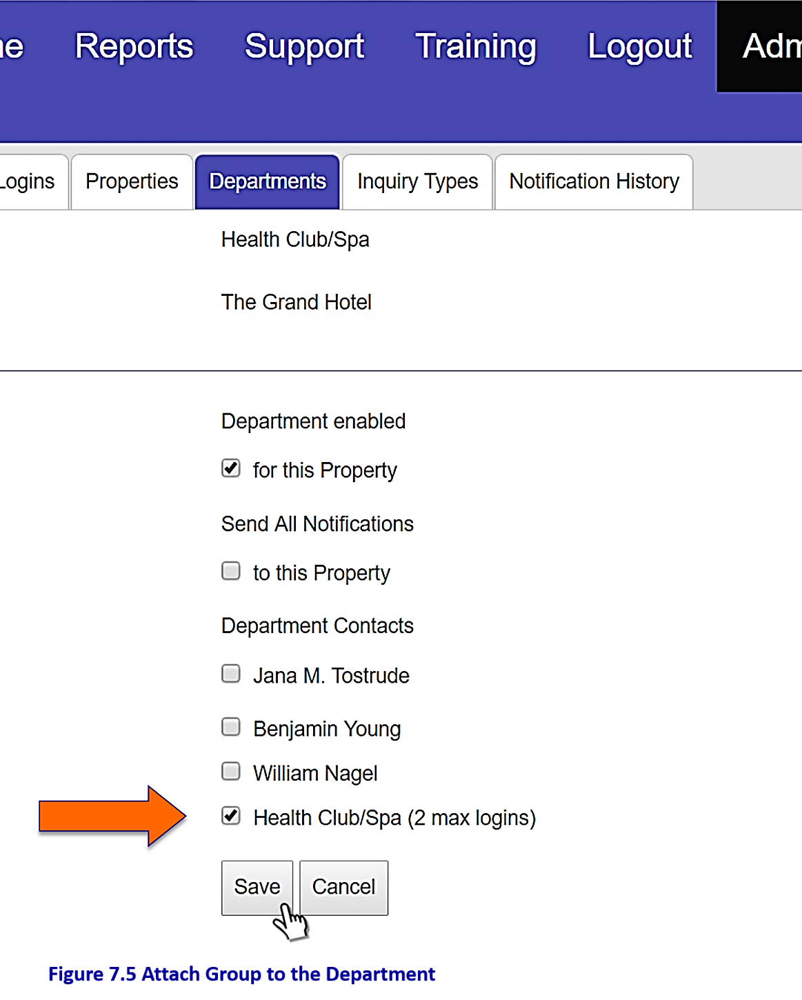 ne Reports Support Training Logout Adm
Logins Properties Departments Inquiry Types Notification History
Health Club/Spa
The Grand Hotel
Department enabled
for this Property
Send All Notifications
to this Property
Department Contacts
Jana M. Tostrude
Benjamin Young
William Nagel
Health Club/Spa (2 max logins)
Save Cancel
Figure 7.5 Attach Group to the Department